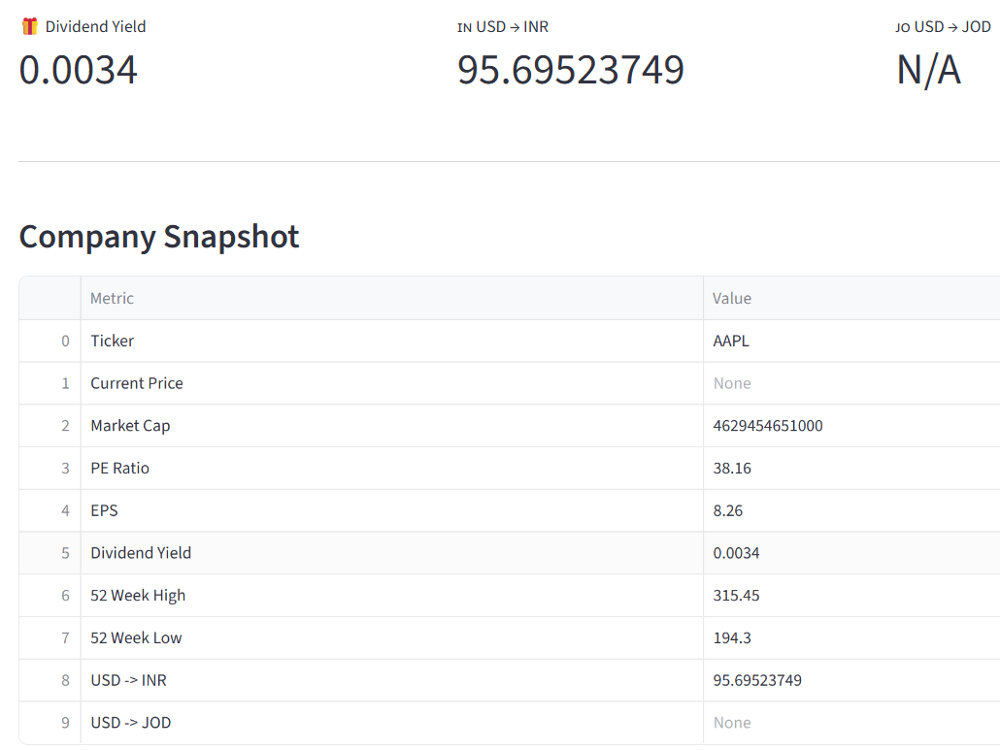 🎁 Dividend Yield
0.0034
IN USD → INR
95.69523749
JO USD → JOD
N/A
Company Snapshot
Metric Value
0 Ticker AAPL
1 Current Price None
2 Market Cap 4629454651000
3 PE Ratio 38.16
4 EPS 8.26
5 Dividend Yield 0.0034
6 52 Week High 315.45
7 52 Week Low 194.3
8 USD -> INR 95.69523749
9 USD -> JOD None